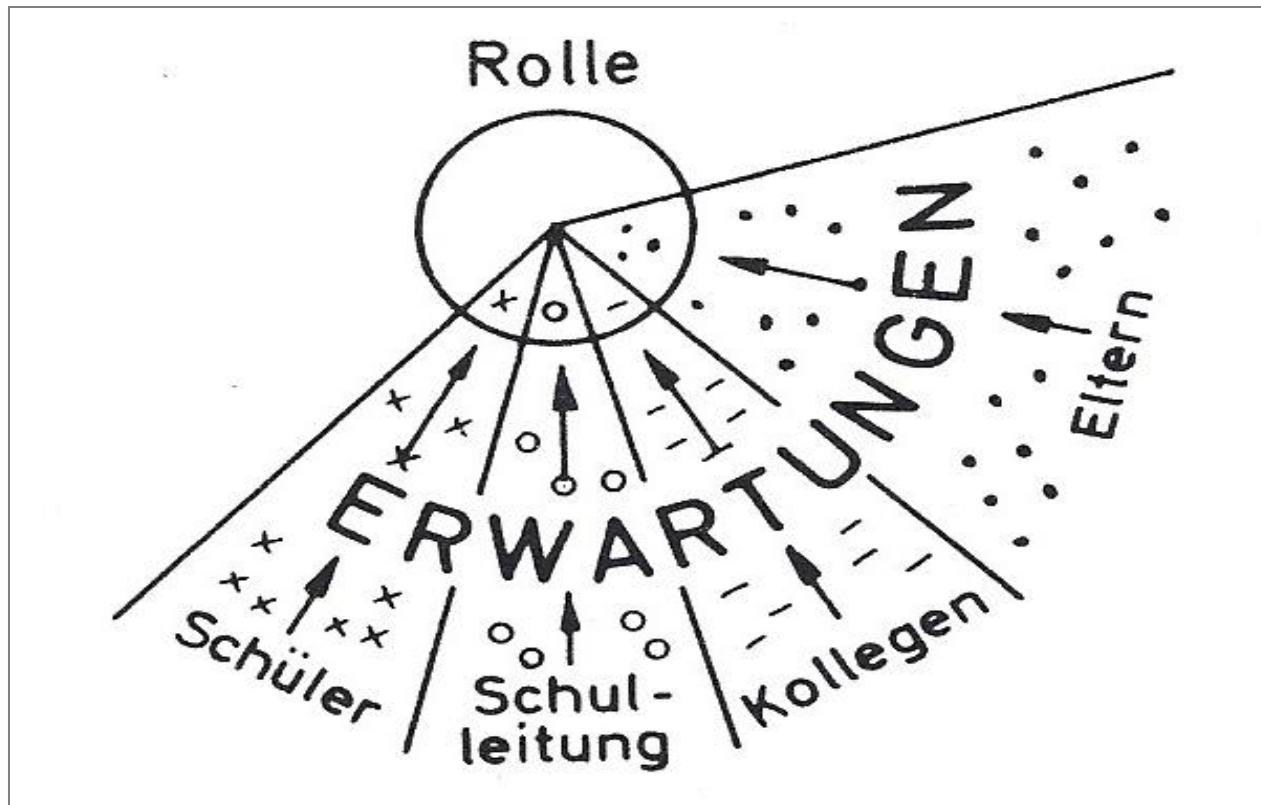 Rolle
ERWARTUNGEN
Schüler
Schul-
leitung
Kollegen
Eltern